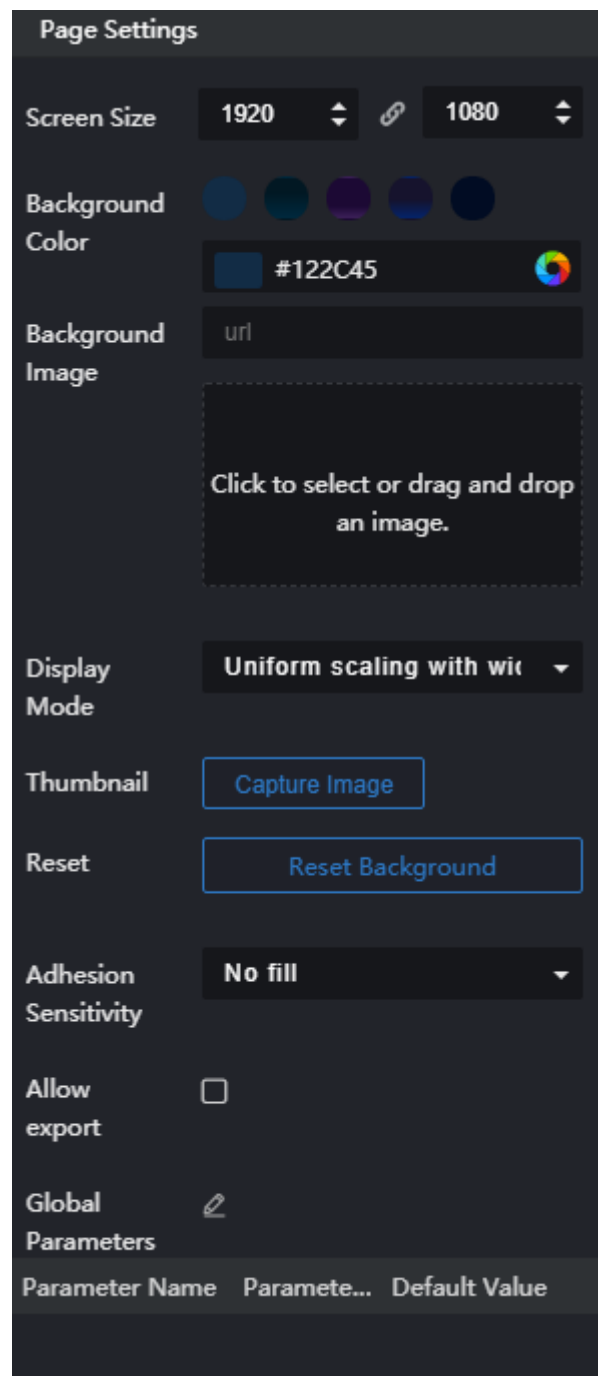 Page Settings
Screen Size 1920 1080
Background
Color
#122C45
Background
Image
url
Click to select or drag and drop
an image.
Display
Mode
Uniform scaling with
Thumbnail Capture Image
Reset Reset Background
Adhesion
Sensitivity
No fill
Allow
export
Global
Parameters
Parameter Name Paramete... Default Value